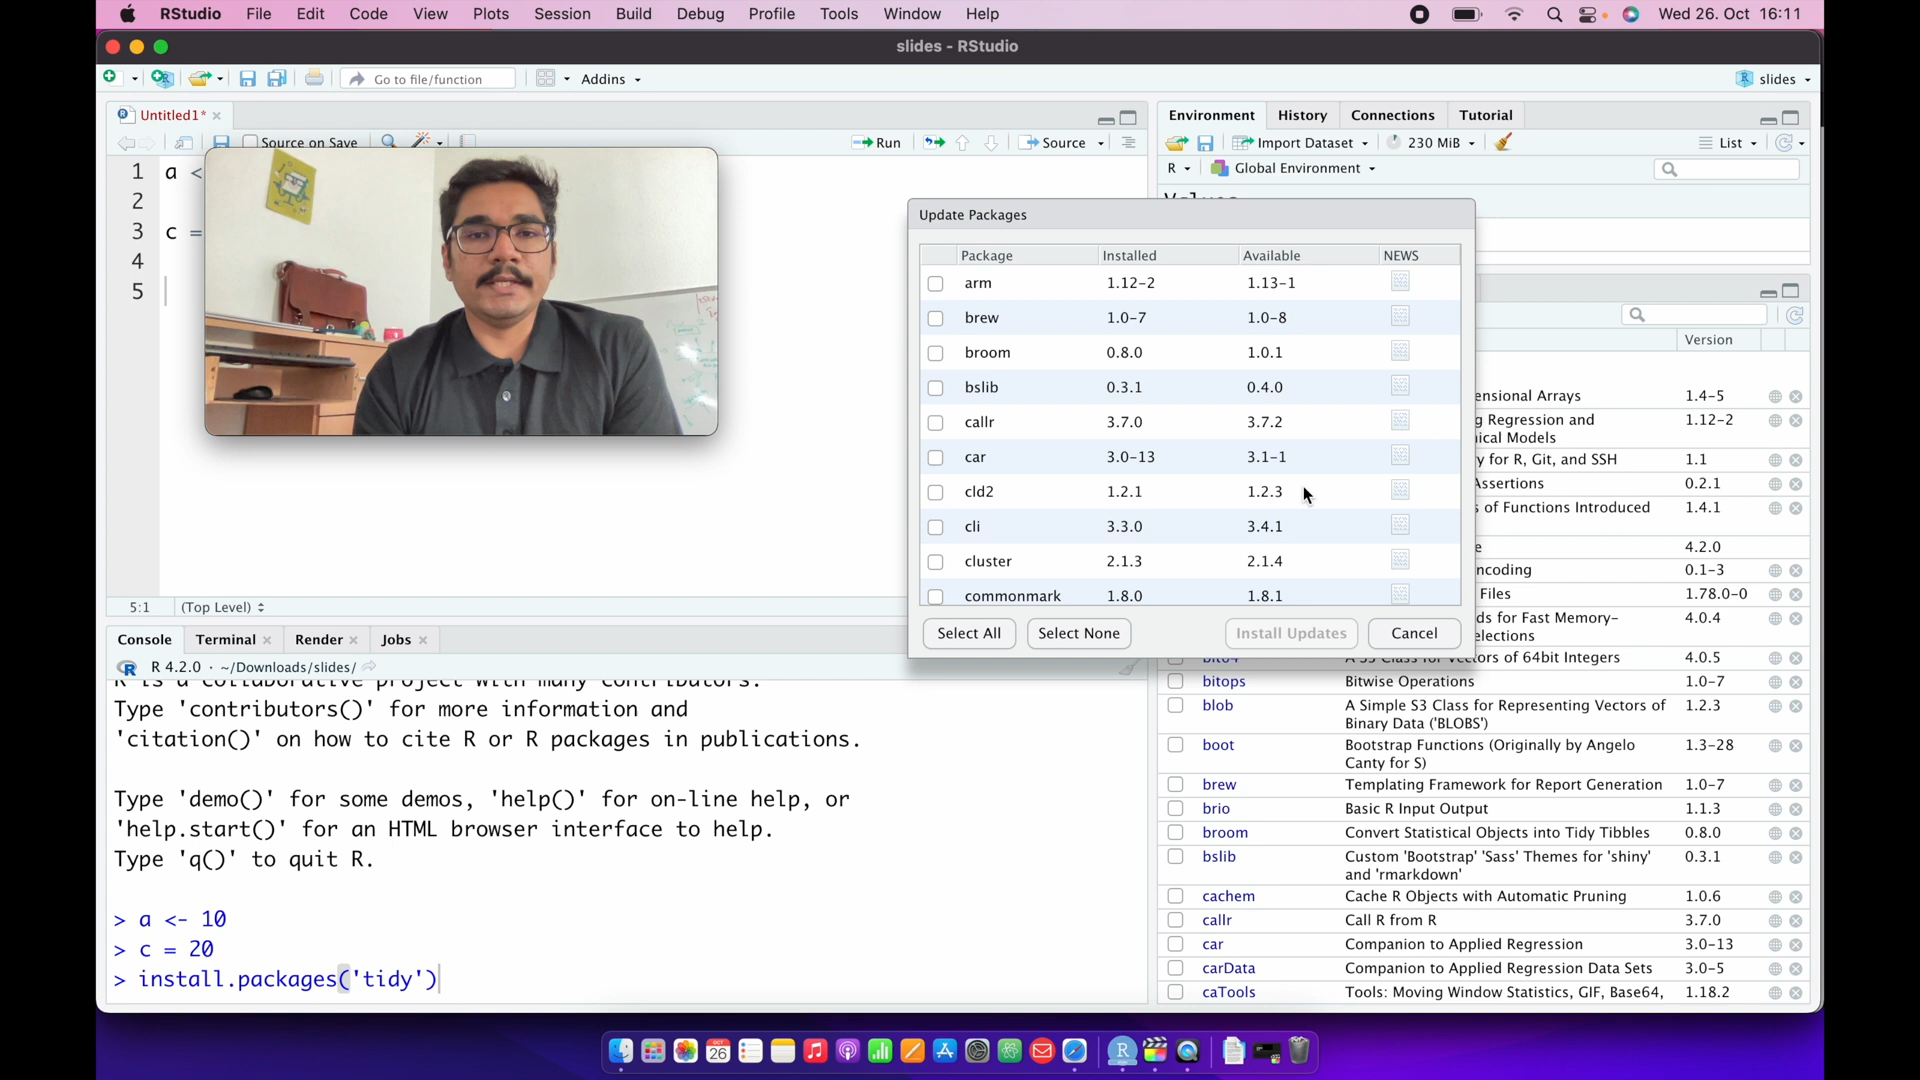 RStudio File Edit Code View Plots Session Build Debug Profile Tools Window Help Wed 26. Oct 16:11
slides - RStudio
Go to file/function Addins slides
Untitled1*
Source on Save Run Source
1 a <
2
3 c =
4
5
5:1 (Top Level)
Environment History Connections Tutorial
Import Dataset 230 MiB List
R Global Environment
Values
Update Packages
Package Installed Available NEWS
arm 1.12-2 1.13-1
brew 1.0-7 1.0-8
broom 0.8.0 1.0.1
bslib 0.3.1 0.4.0
callr 3.7.0 3.7.2
car 3.0-13 3.1-1
cld2 1.2.1 1.2.3
cli 3.3.0 3.4.1
cluster 2.1.3 2.1.4
commonmark 1.8.0 1.8.1
Select All Select None Install Updates Cancel
Version
ensional Arrays 1.4-5
g Regression and 1.12-2
ical Models
y for R, Git, and SSH 1.1
Assertions 0.2.1
s of Functions Introduced 1.4.1
e 4.2.0
ncoding 0.1-3
Files 1.78.0-0
ds for Fast Memory- 4.0.4
elections
bit64 A S3 Class for Vectors of 64bit Integers 4.0.5
bitops Bitwise Operations 1.0-7
blob A Simple S3 Class for Representing Vectors of 1.2.3
Binary Data ('BLOBS')
boot Bootstrap Functions (Originally by Angelo 1.3-28
Canty for S)
brew Templating Framework for Report Generation 1.0-7
brio Basic R Input Output 1.1.3
broom Convert Statistical Objects into Tidy Tibbles 0.8.0
bslib Custom 'Bootstrap' 'Sass' Themes for 'shiny' 0.3.1
and 'rmarkdown'
cachem Cache R Objects with Automatic Pruning 1.0.6
callr Call R from R 3.7.0
car Companion to Applied Regression 3.0-13
carData Companion to Applied Regression Data Sets 3.0-5
caTools Tools: Moving Window Statistics, GIF, Base64, 1.18.2
Console Terminal Render Jobs
R 4.2.0 · ~/Downloads/slides/
R is a collaborative project with many contributors.
Type 'contributors()' for more information and
'citation()' on how to cite R or R packages in publications.
Type 'demo()' for some demos, 'help()' for on-line help, or
'help.start()' for an HTML browser interface to help.
Type 'q()' to quit R.
> a <- 10
> c = 20
> install.packages('tidy')
OCT
26